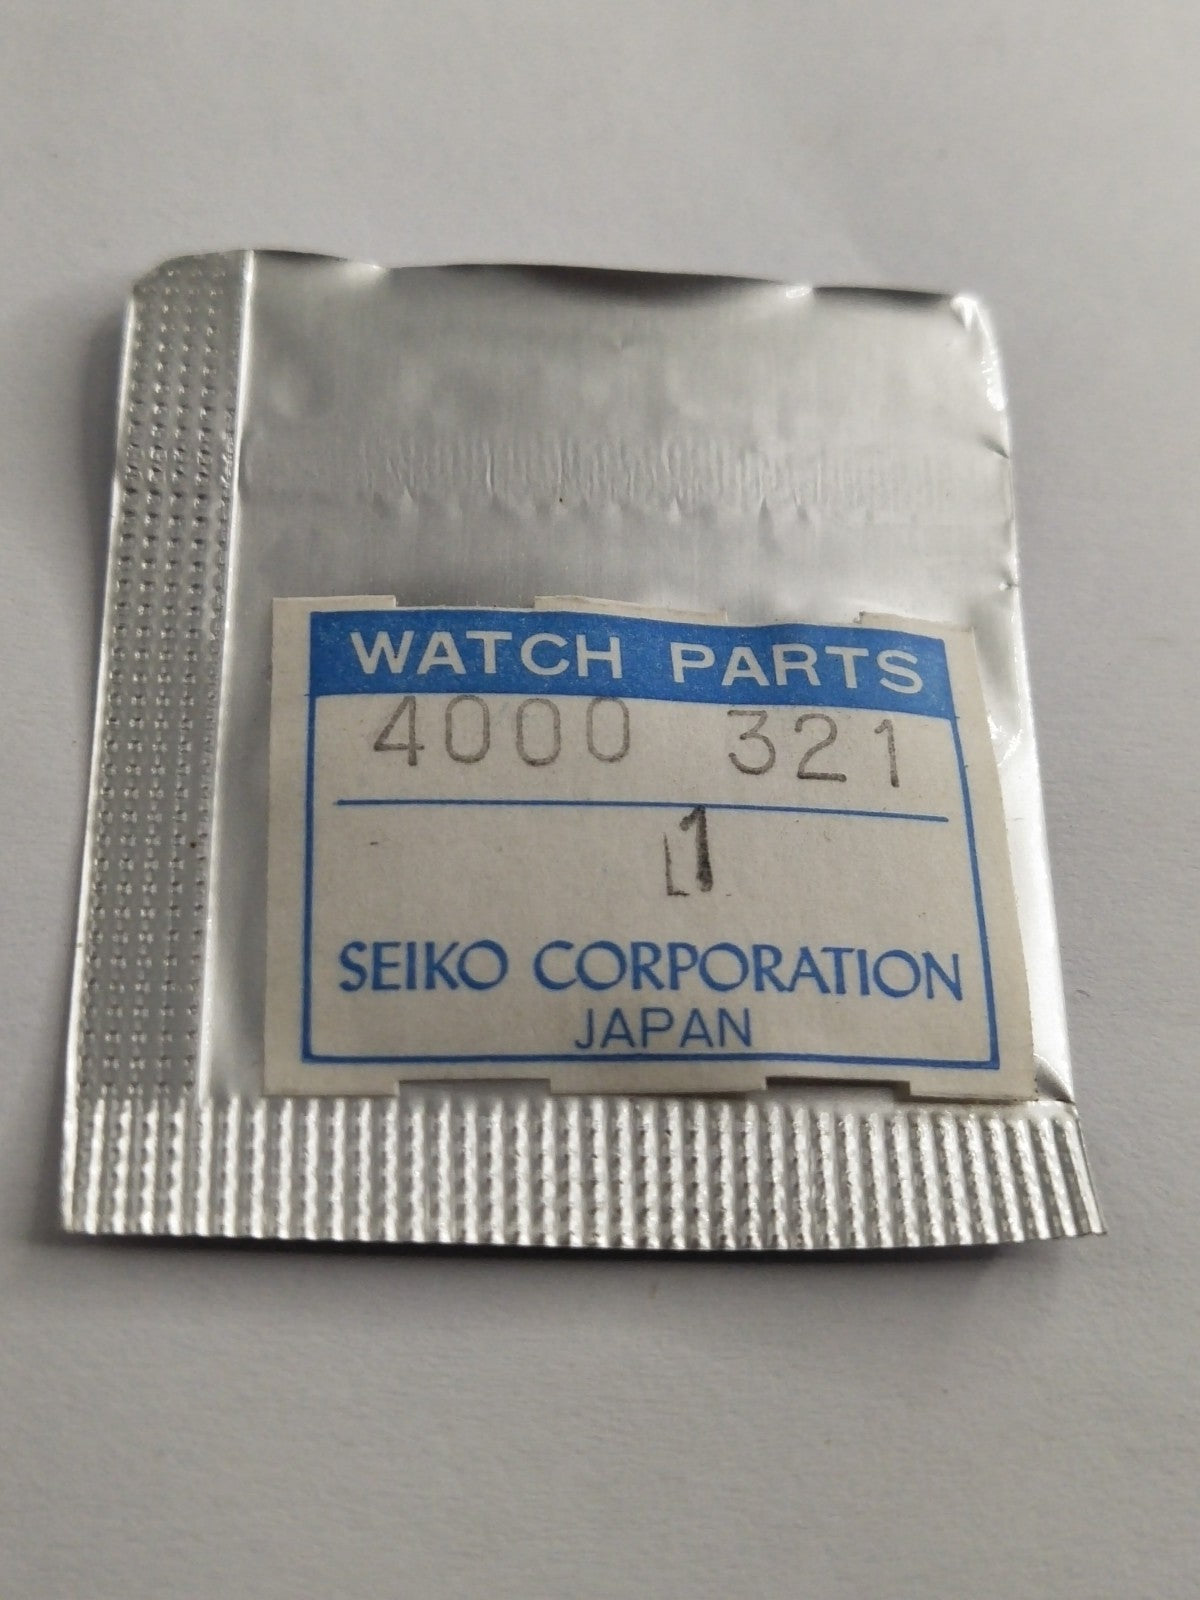 WATCH PARTS
4000 321
1
SEIKO CORPORATION
JAPAN